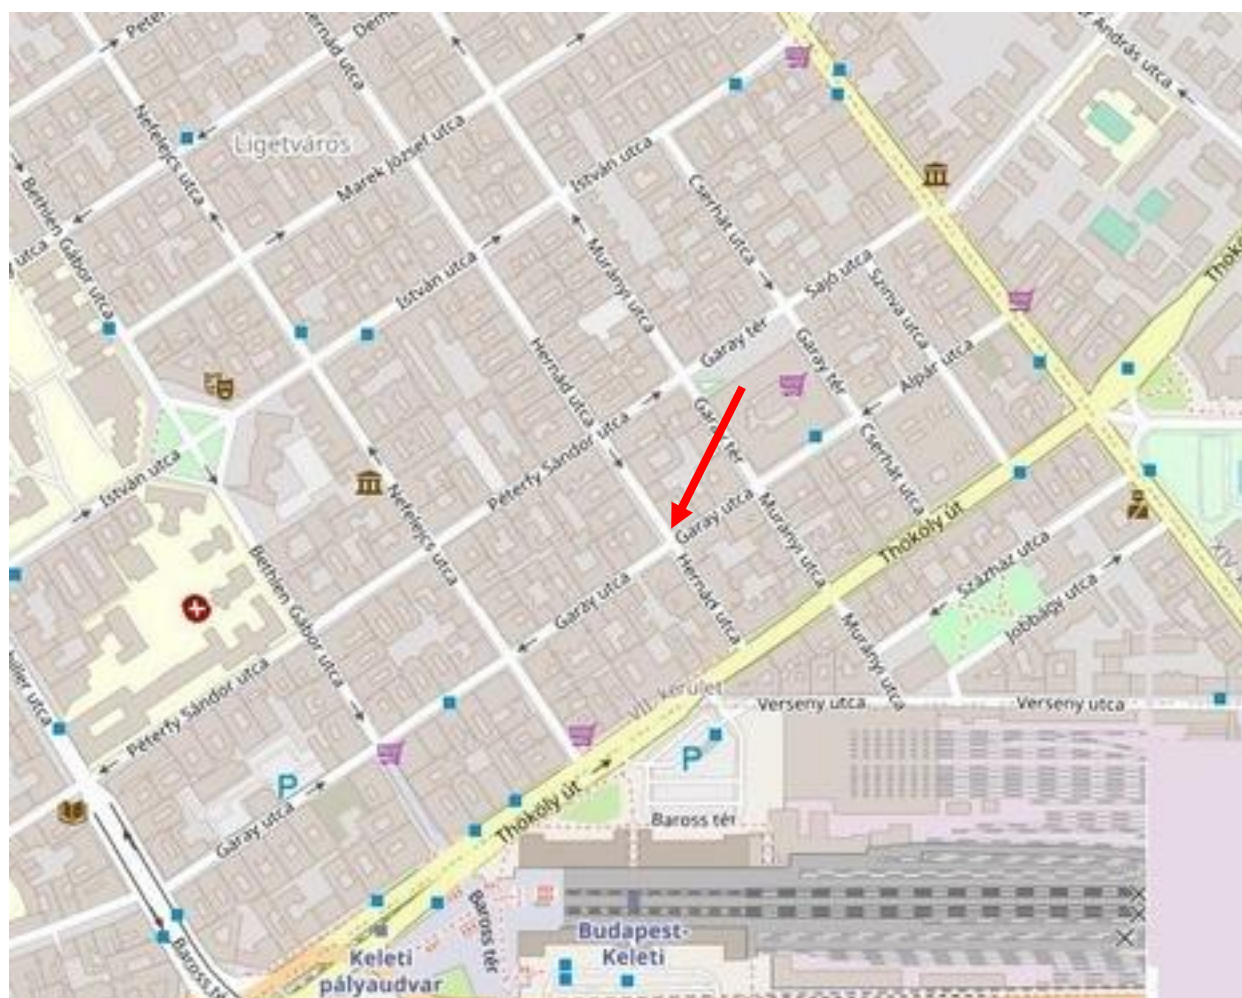 Hernád utca
András utca
Ligetváros
Nefelejcs utca
Marek József utca
István utca
Bethlen Gábor utca
Cserhát utca
utca
Murányi utca
István utca
Sajó utca
Szinva utca
Garay tér
Garay tér
Hernád utca
Alpár utca
Garay tér
Péterfy Sándor utca
Cserhát utca
István utca
Nefelejcs utca
Garay utca
Murányi utca
Thököly út
Hernád utca
Százház utca
Bethlen Gábor utca
Garay utca
Jobbágy utca
Murányi utca
Péterfy Sándor utca
VII. kerület
Verseny utca
Verseny utca
P
P
Garay utca
Thököly út
Baross tér
Baross tér
Budapest-
Keleti
Keleti
pályaudvar